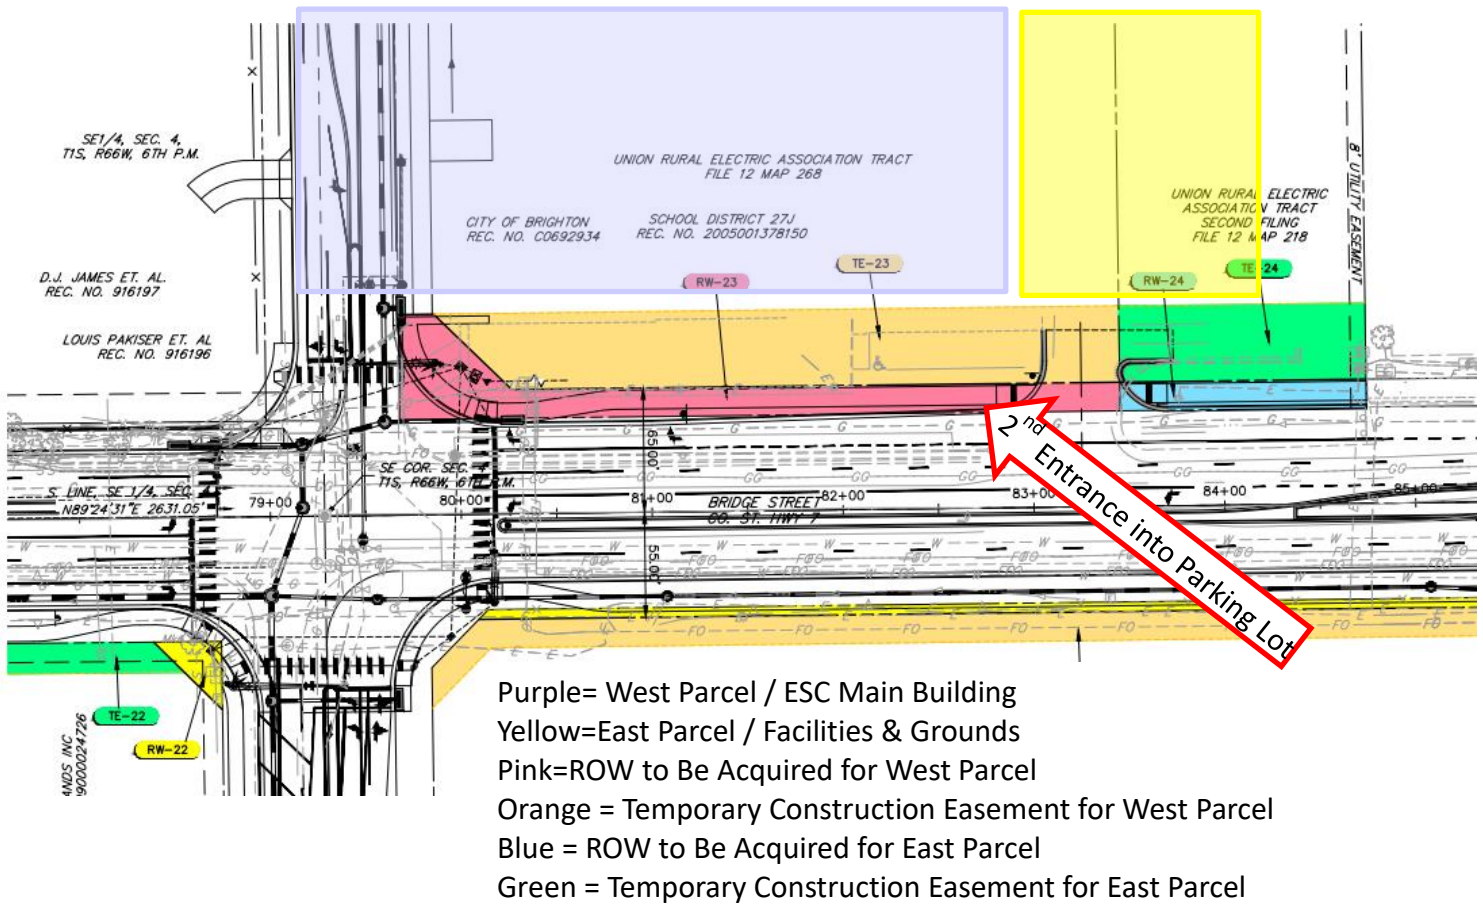 SE1/4, SEC. 4,
T1S, R66W, 6TH P.M.
UNION RURAL ELECTRIC ASSOCIATION TRACT
FILE 12 MAP 268
CITY OF BRIGHTON
REC. NO. C0692934
SCHOOL DISTRICT 27J
REC. NO. 2005001378150
UNION RURAL ELECTRIC
ASSOCIATION TRACT
SECOND FILING
FILE 12 MAP 218
8' UTILITY EASEMENT
D.J. JAMES ET. AL.
REC. NO. 916197
LOUIS PAKISER ET. AL
REC. NO. 916196
RW-23
TE-23
RW-24
TE-24
2nd Entrance into Parking Lot
65.00'
SE COR. SEC. 4
T1S, R66W, 6TH P.M.
S. LINE, SE 1/4, SEC.
N89°24'31"E 2631.05'
79+00
80+00
81+00
82+00
83+00
84+00
85+00
BRIDGE STREET
CO. ST. HWY 7
55.00'
TE-22
RW-22
ANDS INC
90000024726
Purple= West Parcel / ESC Main Building
Yellow=East Parcel / Facilities & Grounds
Pink=ROW to Be Acquired for West Parcel
Orange = Temporary Construction Easement for West Parcel
Blue = ROW to Be Acquired for East Parcel
Green = Temporary Construction Easement for East Parcel